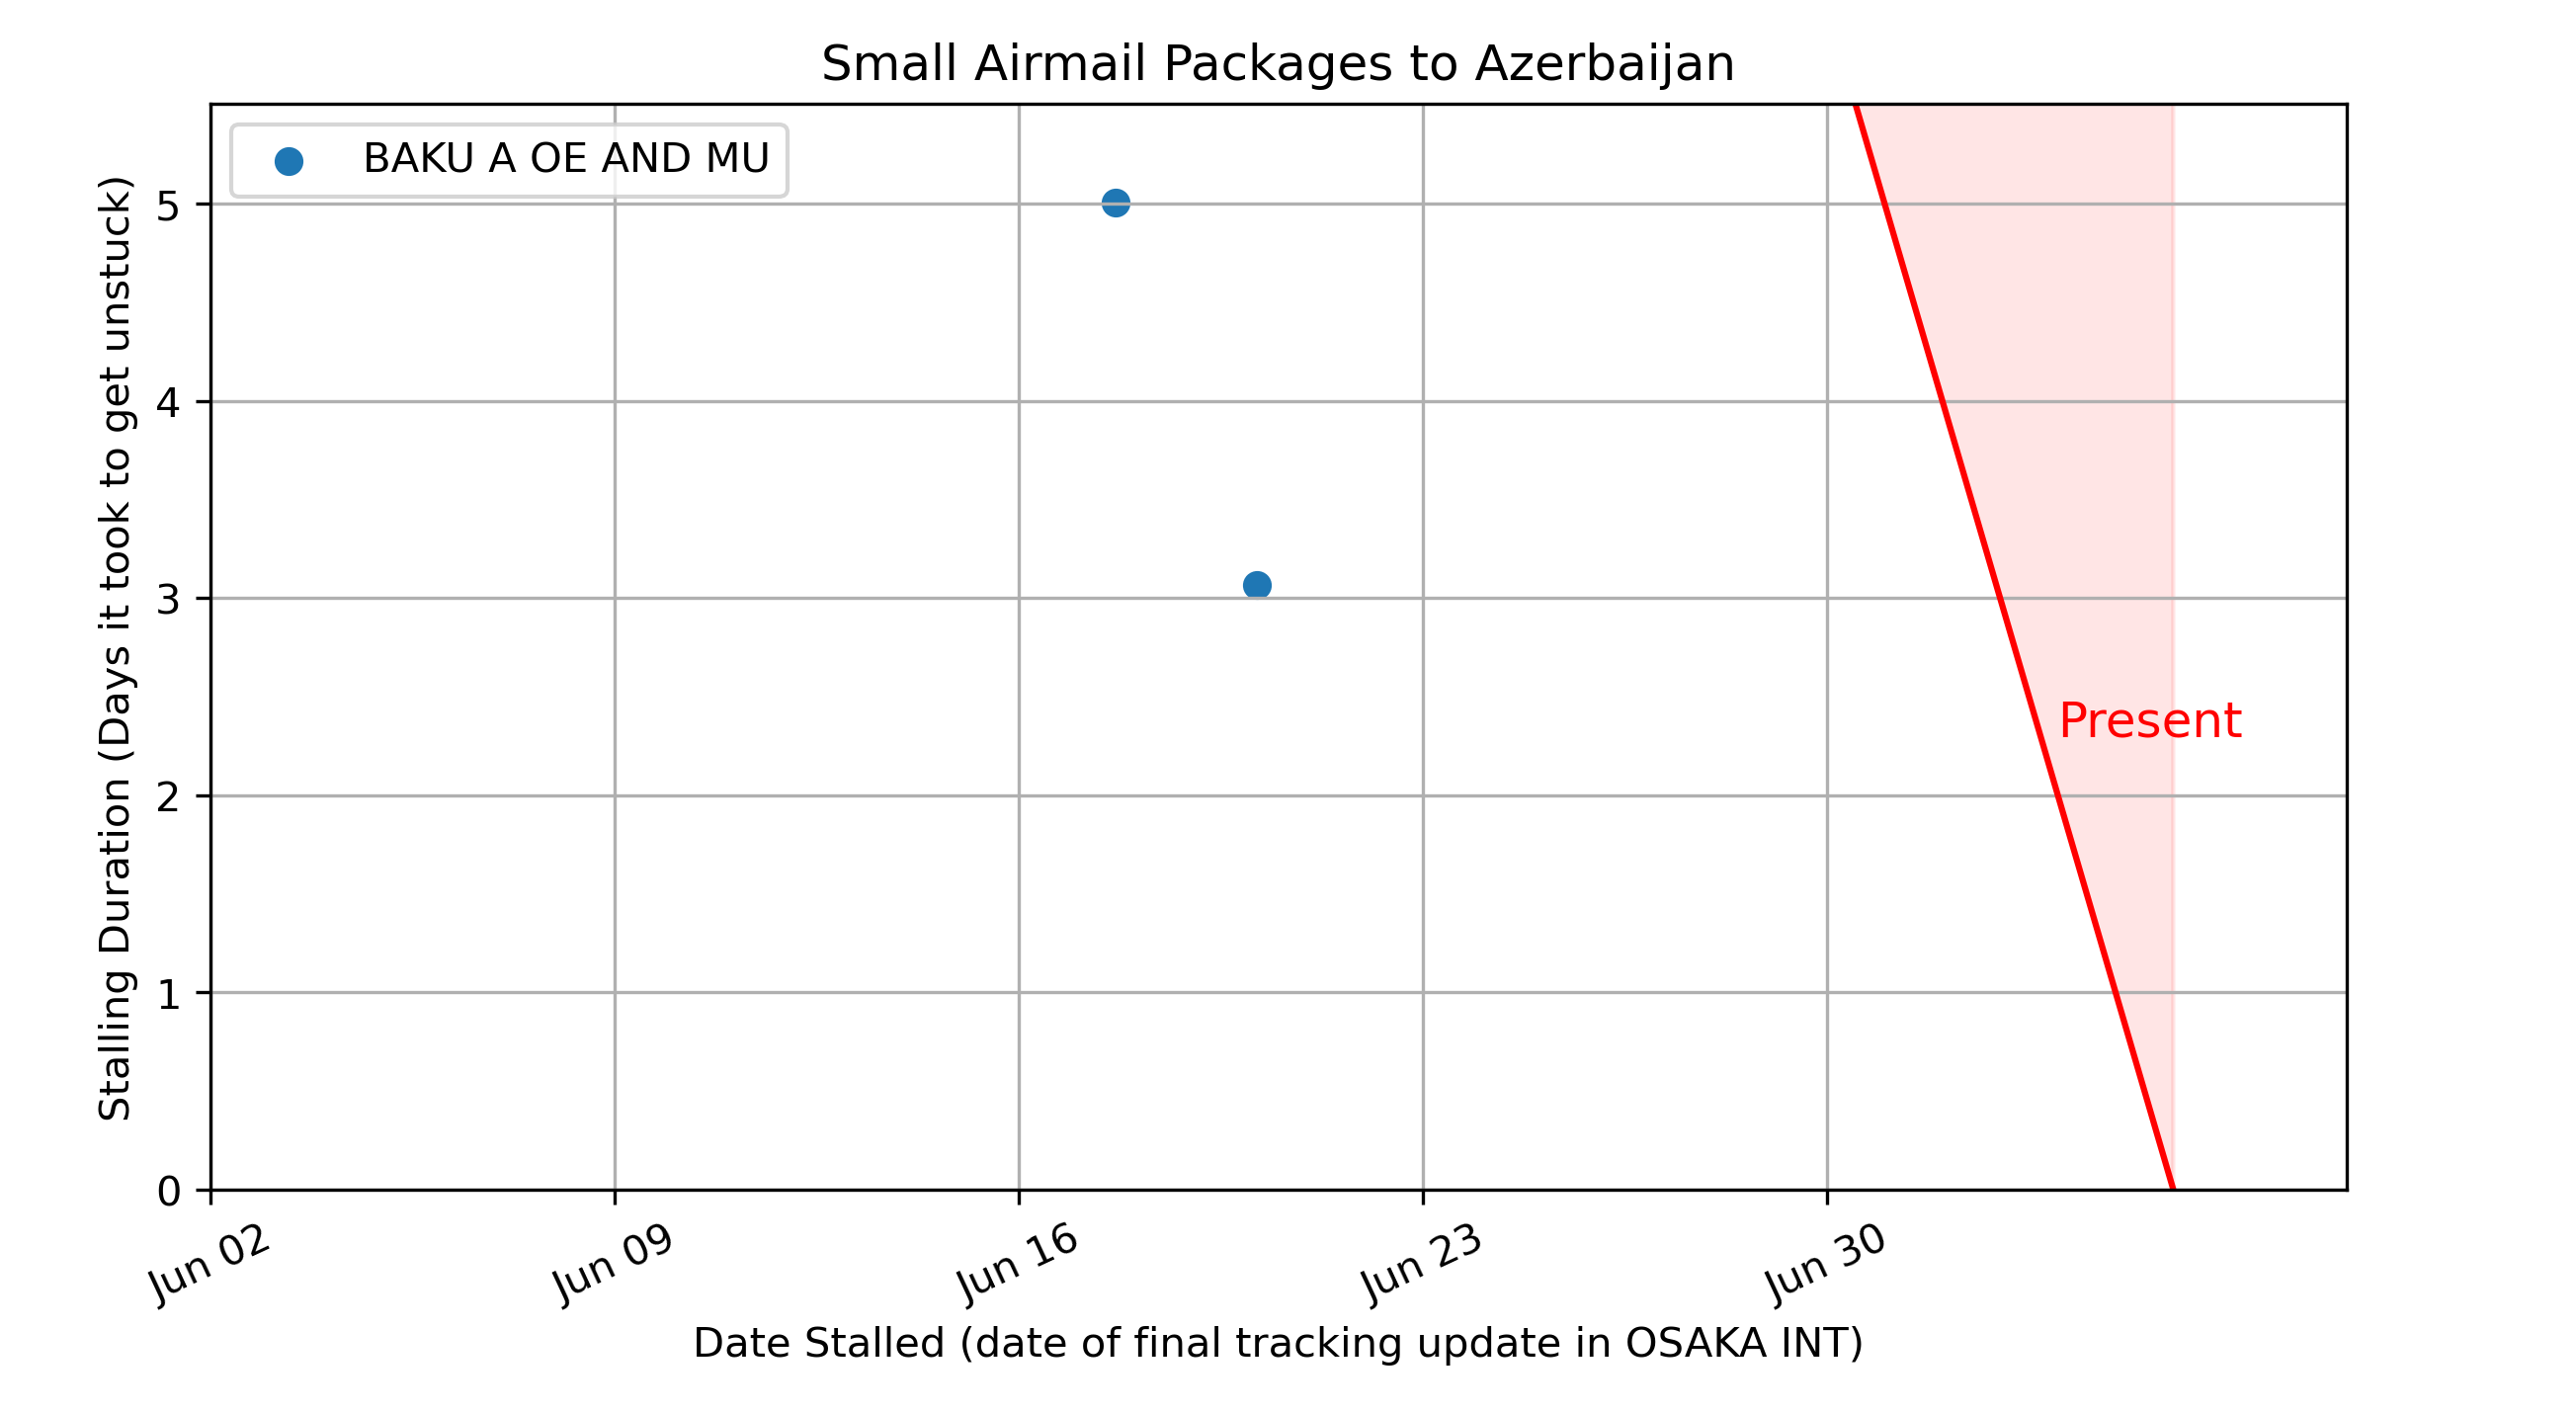 Small Airmail Packages to Azerbaijan
BAKU A OE AND MU
Stalling Duration (Days it took to get unstuck)
5
4
3
2
1
0
Present
Jun 02
Jun 09
Jun 16
Jun 23
Jun 30
Date Stalled (date of final tracking update in OSAKA INT)